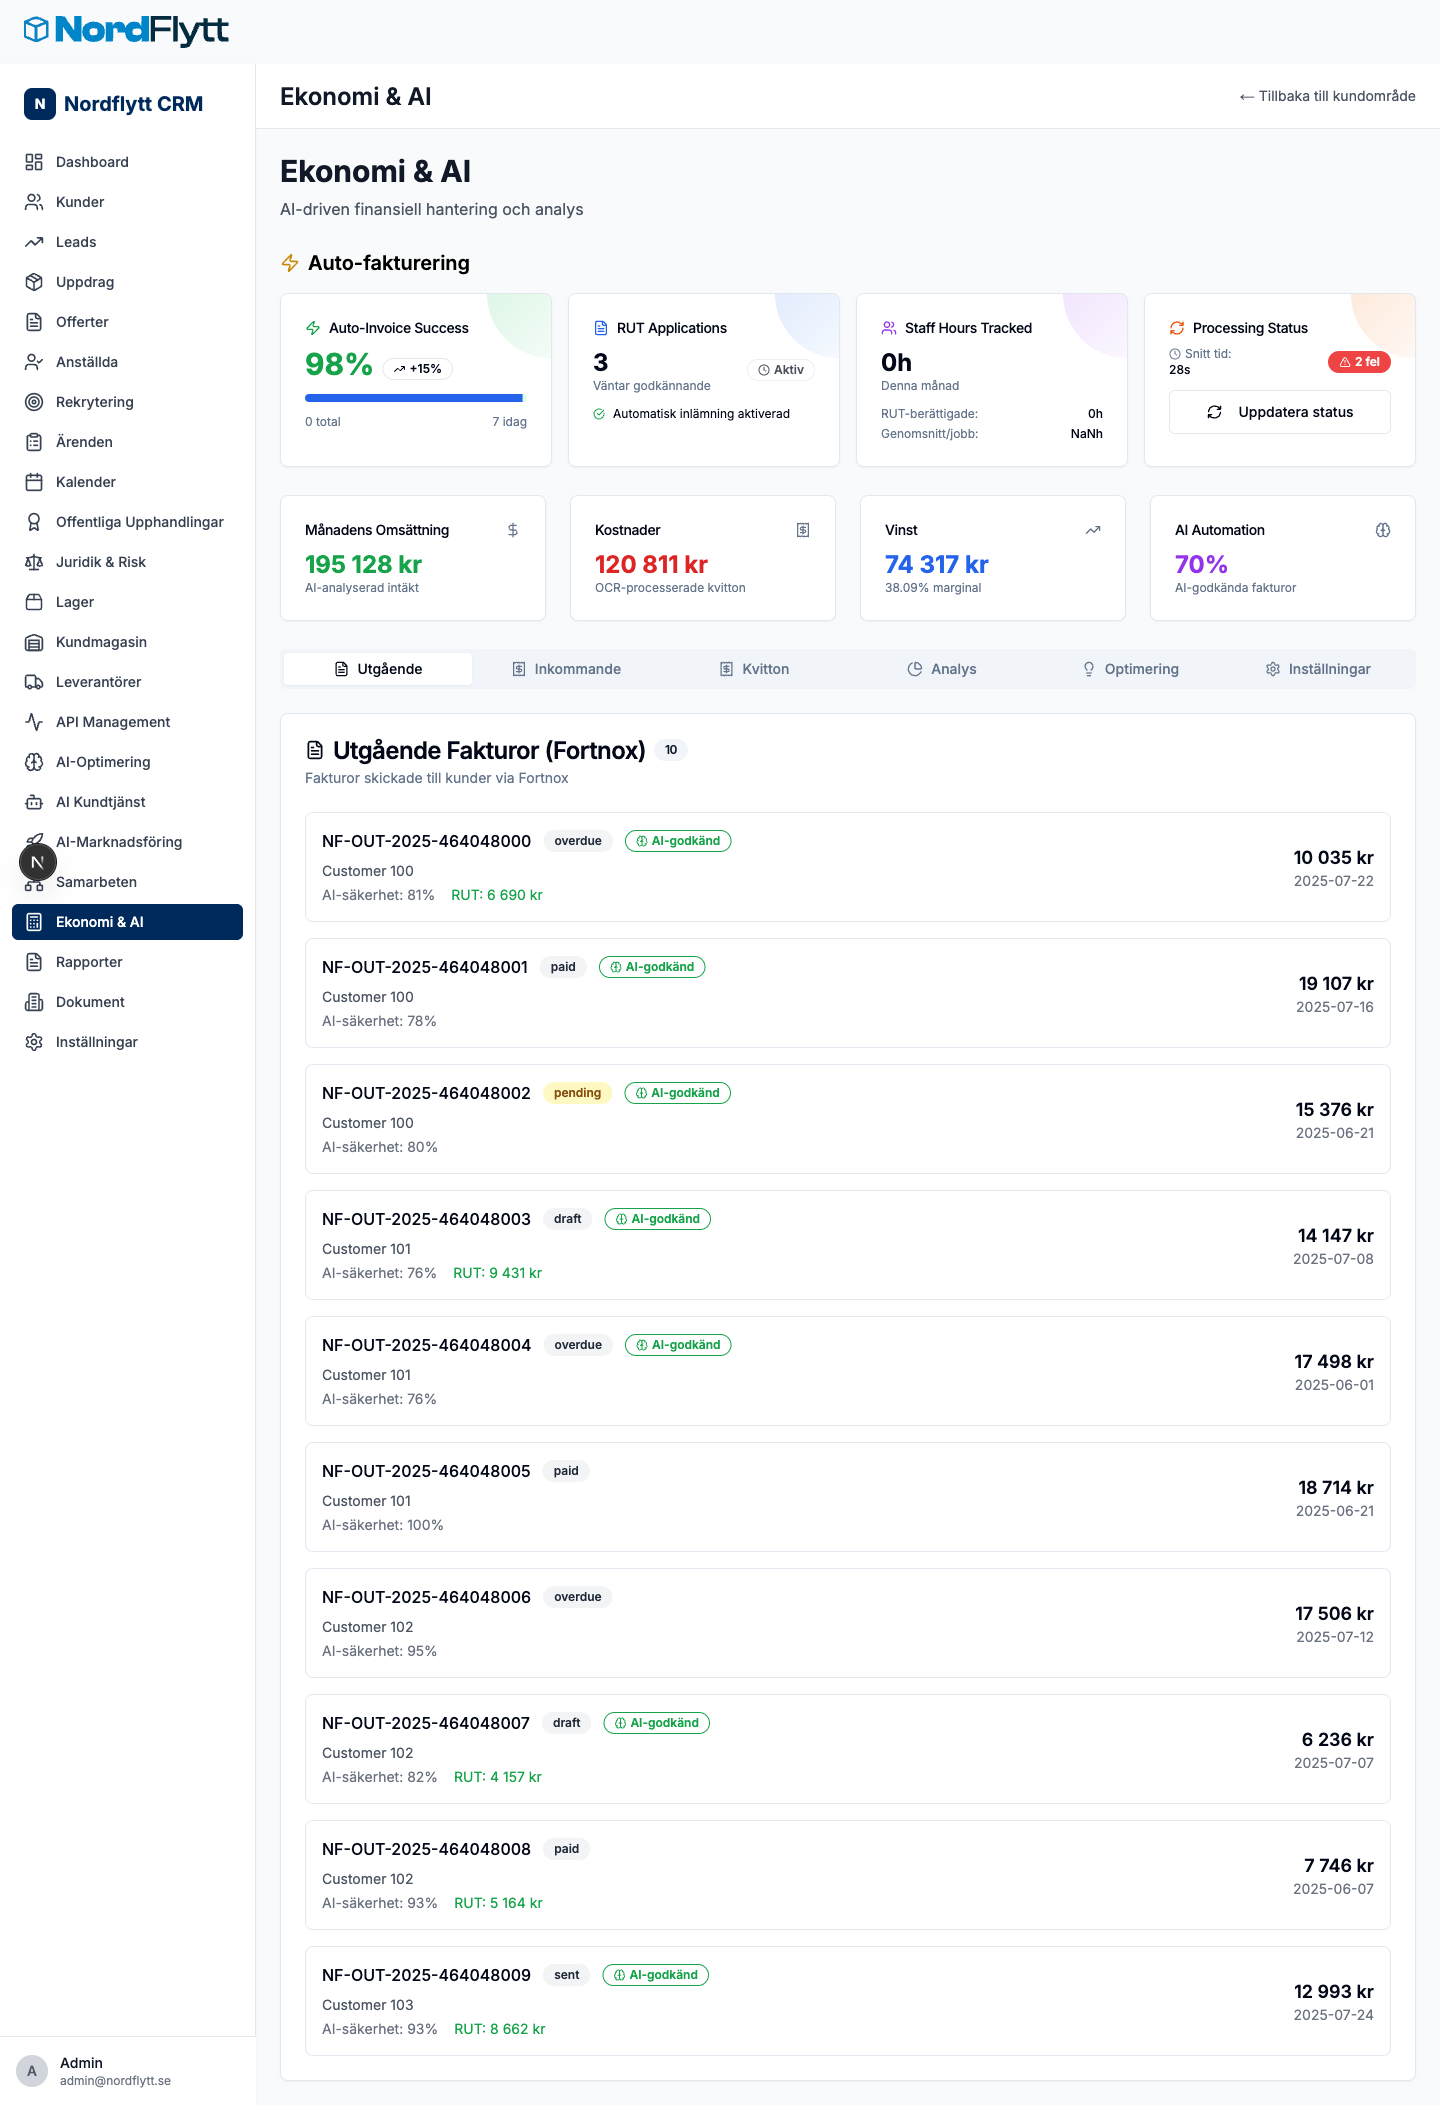 NordFlytt
N Nordflytt CRM
Dashboard
Kunder
Leads
Uppdrag
Offerter
Anställda
Rekrytering
Ärenden
Kalender
Offentliga Upphandlingar
Juridik & Risk
Lager
Kundmagasin
Leverantörer
API Management
AI-Optimering
AI Kundtjänst
AI-Marknadsföring
N
Samarbeten
Ekonomi & AI
Rapporter
Dokument
Inställningar
A
Admin
admin@nordflytt.se
Ekonomi & AI
← Tillbaka till kundområde
Ekonomi & AI
AI-driven finansiell hantering och analys
Auto-fakturering
Auto-Invoice Success
98% +15%
0 total 7 idag
RUT Applications
3
Väntar godkännande
Aktiv
Automatisk inlämning aktiverad
Staff Hours Tracked
0h
Denna månad
RUT-berättigade: 0h
Genomsnitt/jobb: NaNh
Processing Status
Snitt tid:
28s
2 fel
Uppdatera status
Månadens Omsättning
195 128 kr
AI-analyserad intäkt
Kostnader
120 811 kr
OCR-processerade kvitton
Vinst
74 317 kr
38.09% marginal
AI Automation
70%
AI-godkända fakturor
Utgående Inkommande Kvitton Analys Optimering Inställningar
Utgående Fakturor (Fortnox) 10
Fakturor skickade till kunder via Fortnox
NF-OUT-2025-464048000 overdue AI-godkänd
Customer 100
AI-säkerhet: 81% RUT: 6 690 kr
10 035 kr
2025-07-22
NF-OUT-2025-464048001 paid AI-godkänd
Customer 100
AI-säkerhet: 78%
19 107 kr
2025-07-16
NF-OUT-2025-464048002 pending AI-godkänd
Customer 100
AI-säkerhet: 80%
15 376 kr
2025-06-21
NF-OUT-2025-464048003 draft AI-godkänd
Customer 101
AI-säkerhet: 76% RUT: 9 431 kr
14 147 kr
2025-07-08
NF-OUT-2025-464048004 overdue AI-godkänd
Customer 101
AI-säkerhet: 76%
17 498 kr
2025-06-01
NF-OUT-2025-464048005 paid
Customer 101
AI-säkerhet: 100%
18 714 kr
2025-06-21
NF-OUT-2025-464048006 overdue
Customer 102
AI-säkerhet: 95%
17 506 kr
2025-07-12
NF-OUT-2025-464048007 draft AI-godkänd
Customer 102
AI-säkerhet: 82% RUT: 4 157 kr
6 236 kr
2025-07-07
NF-OUT-2025-464048008 paid
Customer 102
AI-säkerhet: 93% RUT: 5 164 kr
7 746 kr
2025-06-07
NF-OUT-2025-464048009 sent AI-godkänd
Customer 103
AI-säkerhet: 93% RUT: 8 662 kr
12 993 kr
2025-07-24